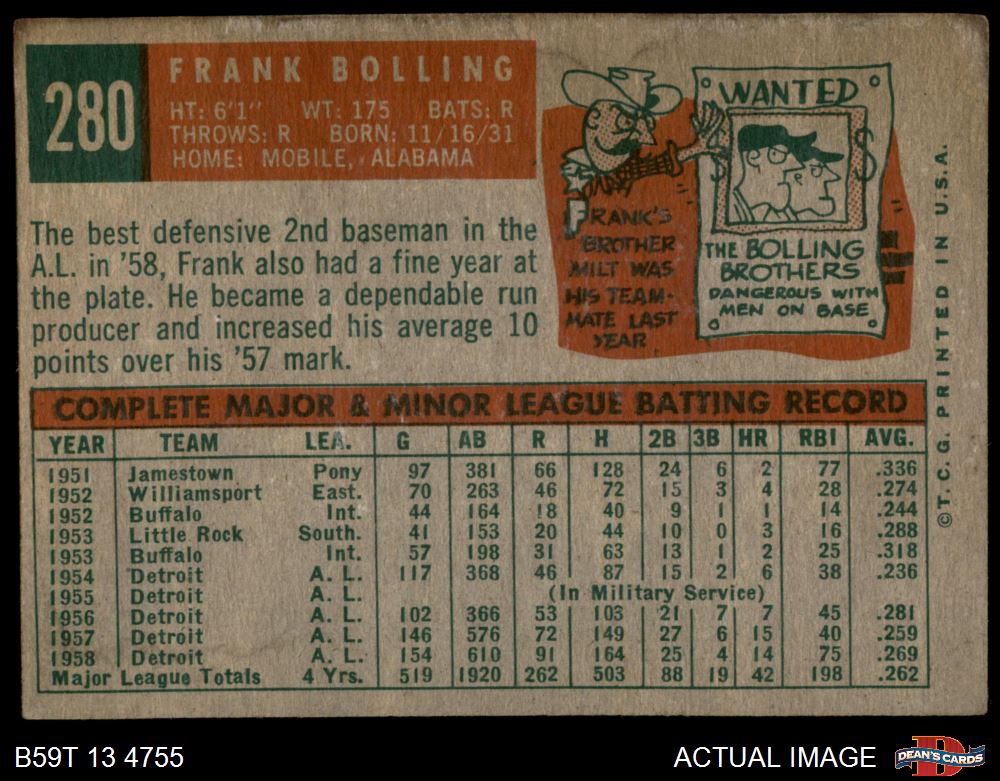 280
FRANK BOLLING
HT: 6'1" WT: 175 BATS: R
THROWS: R BORN: 11/16/31
HOME: MOBILE, ALABAMA
The best defensive 2nd baseman in the
A.L. in '58, Frank also had a fine year at
the plate. He became a dependable run
producer and increased his average 10
points over his '57 mark.
FRANK'S
BROTHER
MILT WAS
HIS TEAM-
MATE LAST
YEAR
WANTED
$ $
THE BOLLING
BROTHERS
DANGEROUS WITH
MEN ON BASE
©T.C.G. PRINTED IN U.S.A.
COMPLETE MAJOR & MINOR LEAGUE BATTING RECORD
YEAR TEAM LEA. G AB R H 2B 3B HR RBI AVG.
1951 Jamestown Pony 97 381 66 128 24 6 2 77 .336
1952 Williamsport East. 70 263 46 72 15 3 4 28 .274
1952 Buffalo Int. 44 164 18 40 9 1 1 14 .244
1953 Little Rock South. 41 153 20 44 10 0 3 16 .288
1953 Buffalo Int. 57 198 31 63 13 1 2 25 .318
1954 Detroit A. L. 117 368 46 87 15 2 6 38 .236
1955 Detroit A. L. (In Military Service)
1956 Detroit A. L. 102 366 53 103 21 7 7 45 .281
1957 Detroit A. L. 146 576 72 149 27 6 15 40 .259
1958 Detroit A. L. 154 610 91 164 25 4 14 75 .269
Major League Totals 4 Yrs. 519 1920 262 503 88 19 42 198 .262
B59T 13 4755
ACTUAL IMAGE
D
DEAN'S CARDS